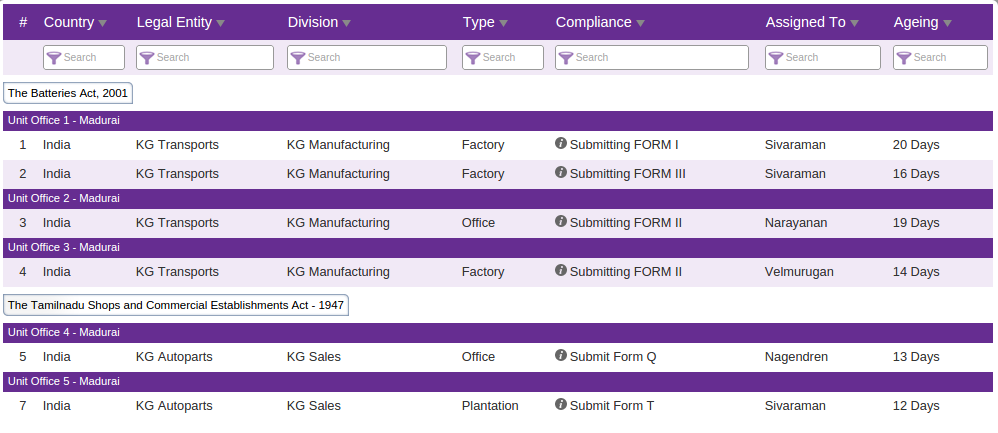 # Country Legal Entity Division Type Compliance Assigned To Ageing
Search Search Search Search Search Search Search
The Batteries Act, 2001
Unit Office 1 - Madurai
1 India KG Transports KG Manufacturing Factory Submitting FORM I Sivaraman 20 Days
2 India KG Transports KG Manufacturing Factory Submitting FORM III Sivaraman 16 Days
Unit Office 2 - Madurai
3 India KG Transports KG Manufacturing Office Submitting FORM II Narayanan 19 Days
Unit Office 3 - Madurai
4 India KG Transports KG Manufacturing Factory Submitting FORM II Velmurugan 14 Days
The Tamilnadu Shops and Commercial Establishments Act - 1947
Unit Office 4 - Madurai
5 India KG Autoparts KG Sales Office Submit Form Q Nagendren 13 Days
Unit Office 5 - Madurai
7 India KG Autoparts KG Sales Plantation Submit Form T Sivaraman 12 Days